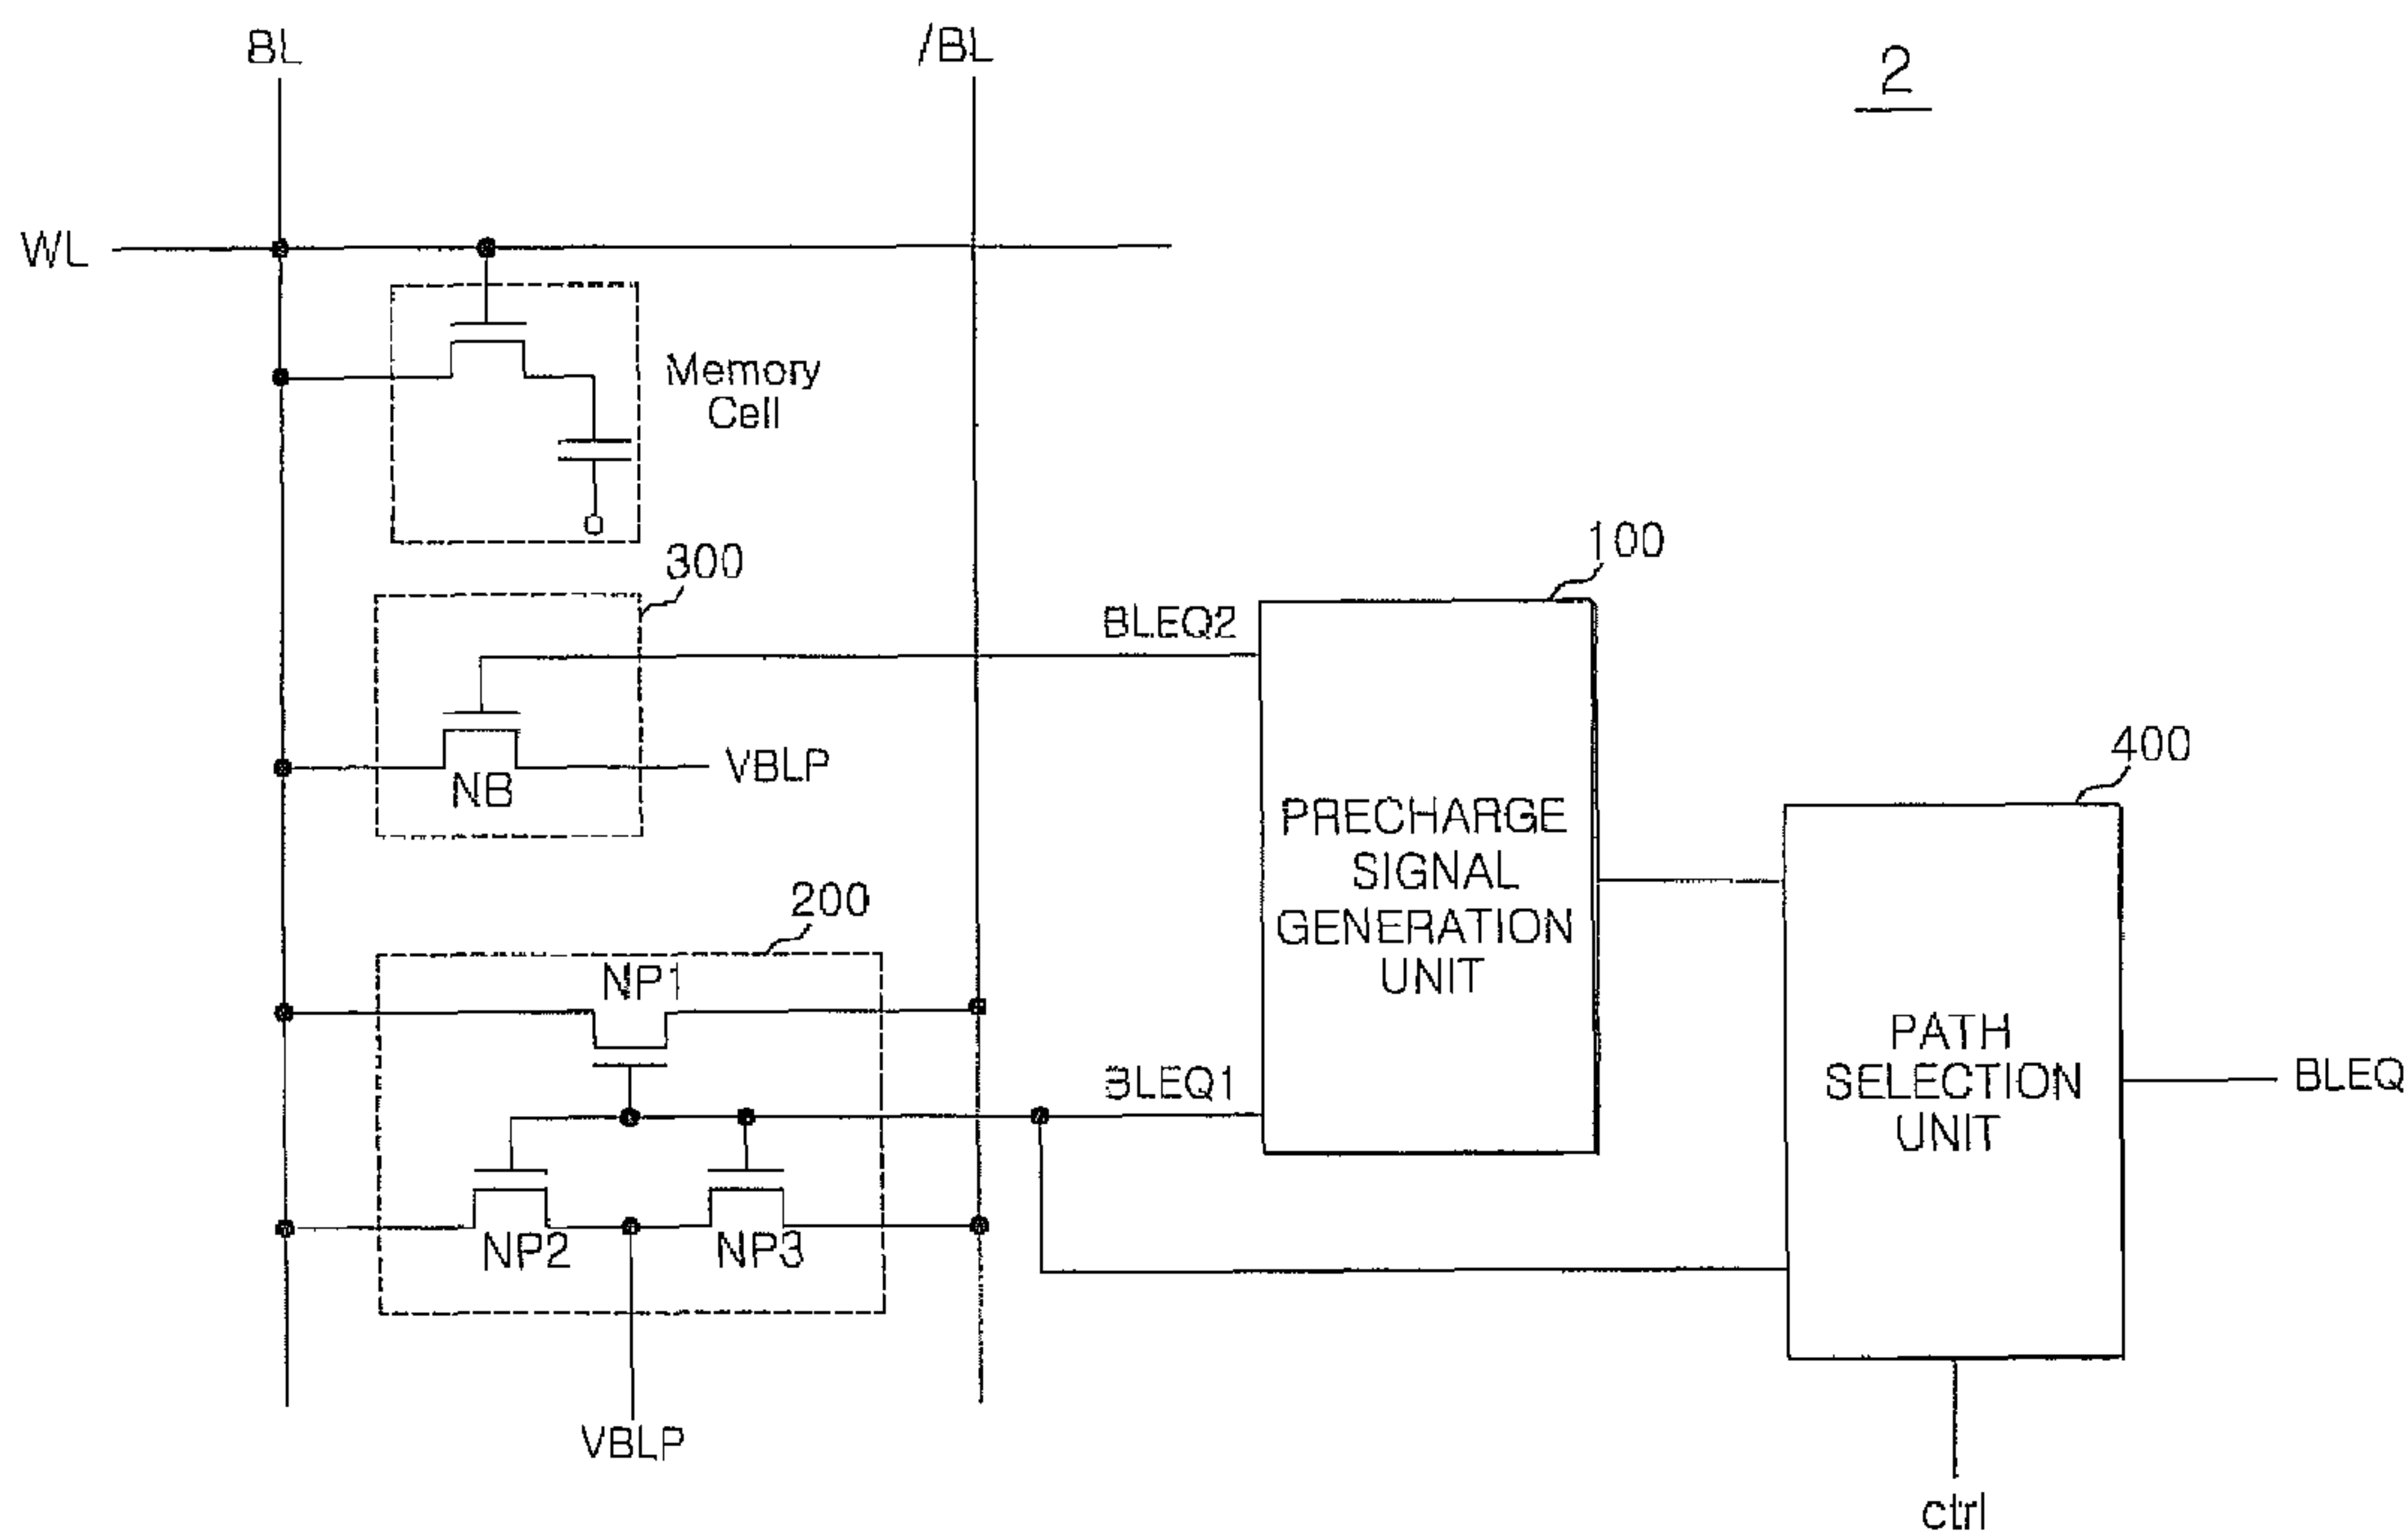 BL
/BL
2
WL
Memory
Cell
300
100
BLEQ2
400
NB
VBLP
PRECHARGE
SIGNAL
GENERATION
UNIT
200
NP1
PATH
SELECTION
UNIT
BLEQ1
BLEQ
NP2
NP3
VBLP
ctrl